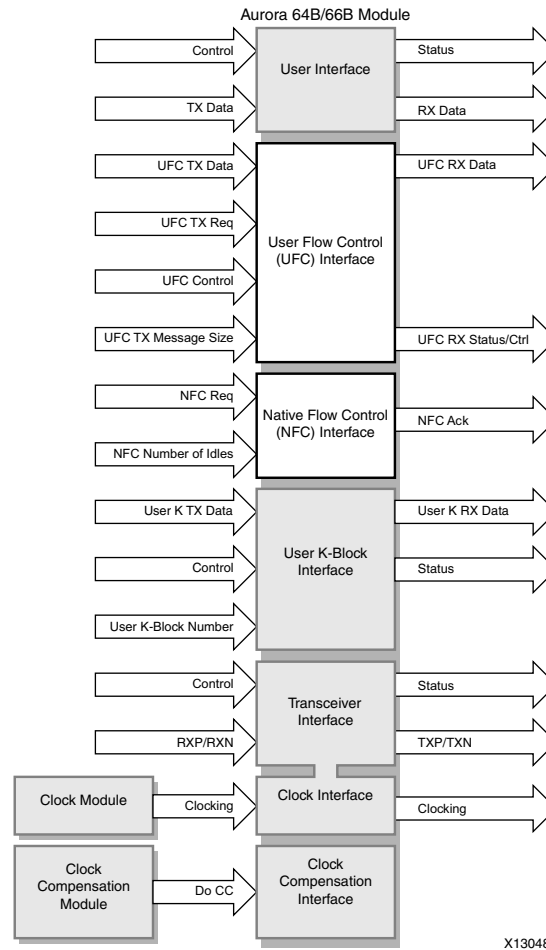 Aurora 64B/66B Module
Control
User Interface
Status
TX Data
RX Data
UFC TX Data
UFC RX Data
UFC TX Req
User Flow Control
(UFC) Interface
UFC Control
UFC TX Message Size
UFC RX Status/Ctrl
NFC Req
Native Flow Control
(NFC) Interface
NFC Ack
NFC Number of Idles
User K TX Data
User K RX Data
User K-Block
Interface
Control
Status
User K-Block Number
Control
Status
Transceiver
Interface
RXP/RXN
TXP/TXN
Clock Module
Clocking
Clock Interface
Clocking
Clock
Compensation
Module
Do CC
Clock
Compensation
Interface
X13046